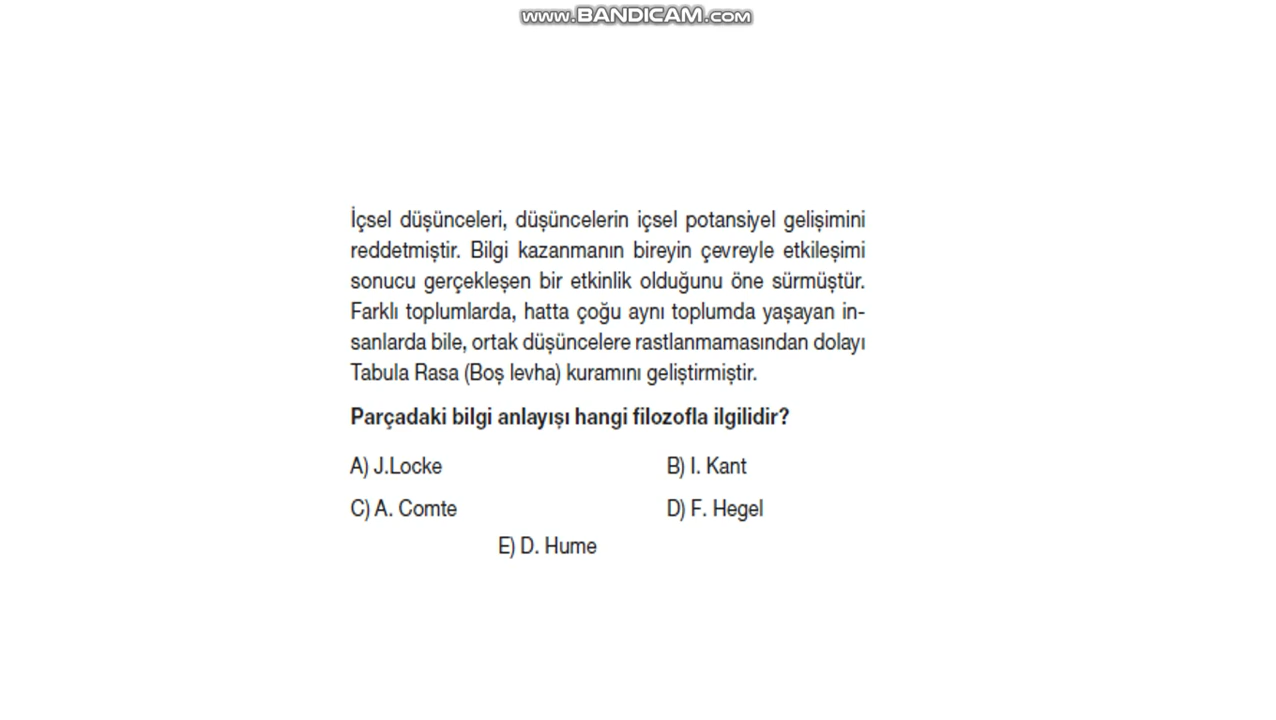 www.BANDICAM.com
İçsel düşünceleri, düşüncelerin içsel potansiyel gelişimini
reddetmiştir. Bilgi kazanmanın bireyin çevreyle etkileşimi
sonucu gerçekleşen bir etkinlik olduğunu öne sürmüştür.
Farklı toplumlarda, hatta çoğu aynı toplumda yaşayan in-
sanlarda bile, ortak düşüncelere rastlanmamasından dolayı
Tabula Rasa (Boş levha) kuramını geliştirmiştir.
Parçadaki bilgi anlayışı hangi filozofla ilgilidir?
A) J.Locke B) I. Kant
C) A. Comte D) F. Hegel
E) D. Hume